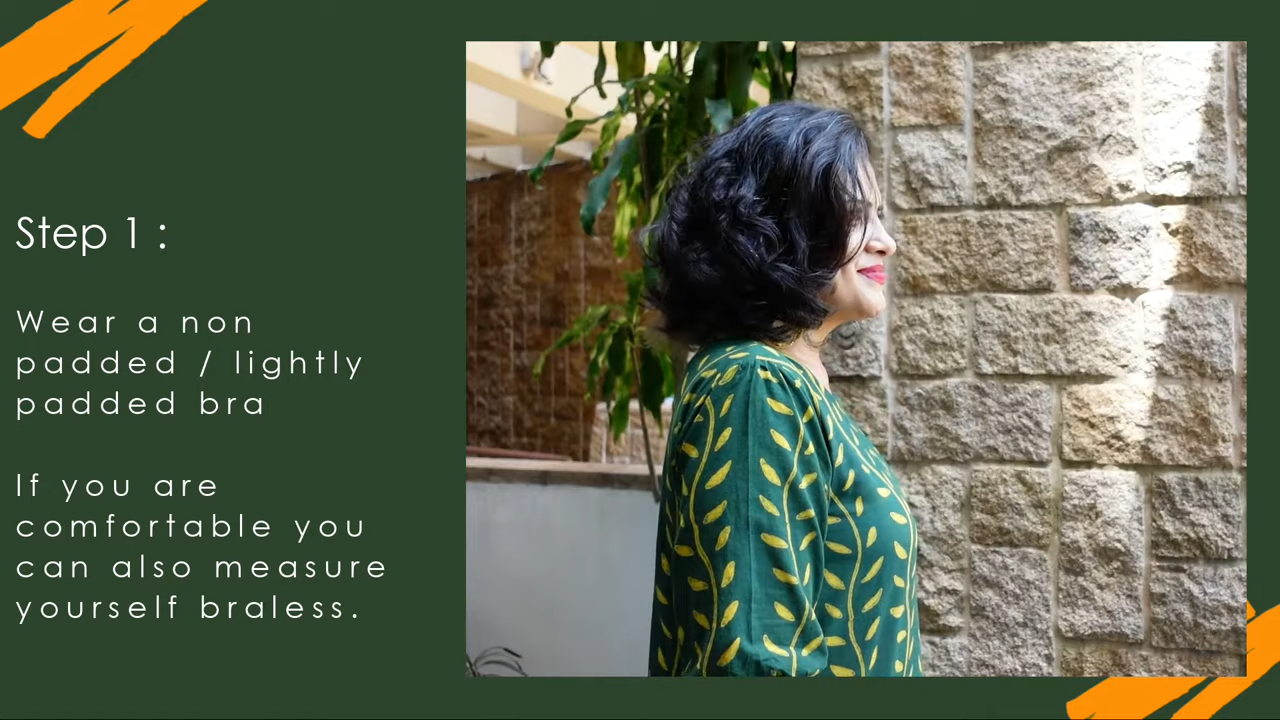 Step 1 :
Wear a non
padded / lightly
padded bra
If you are
comfortable you
can also measure
yourself braless.